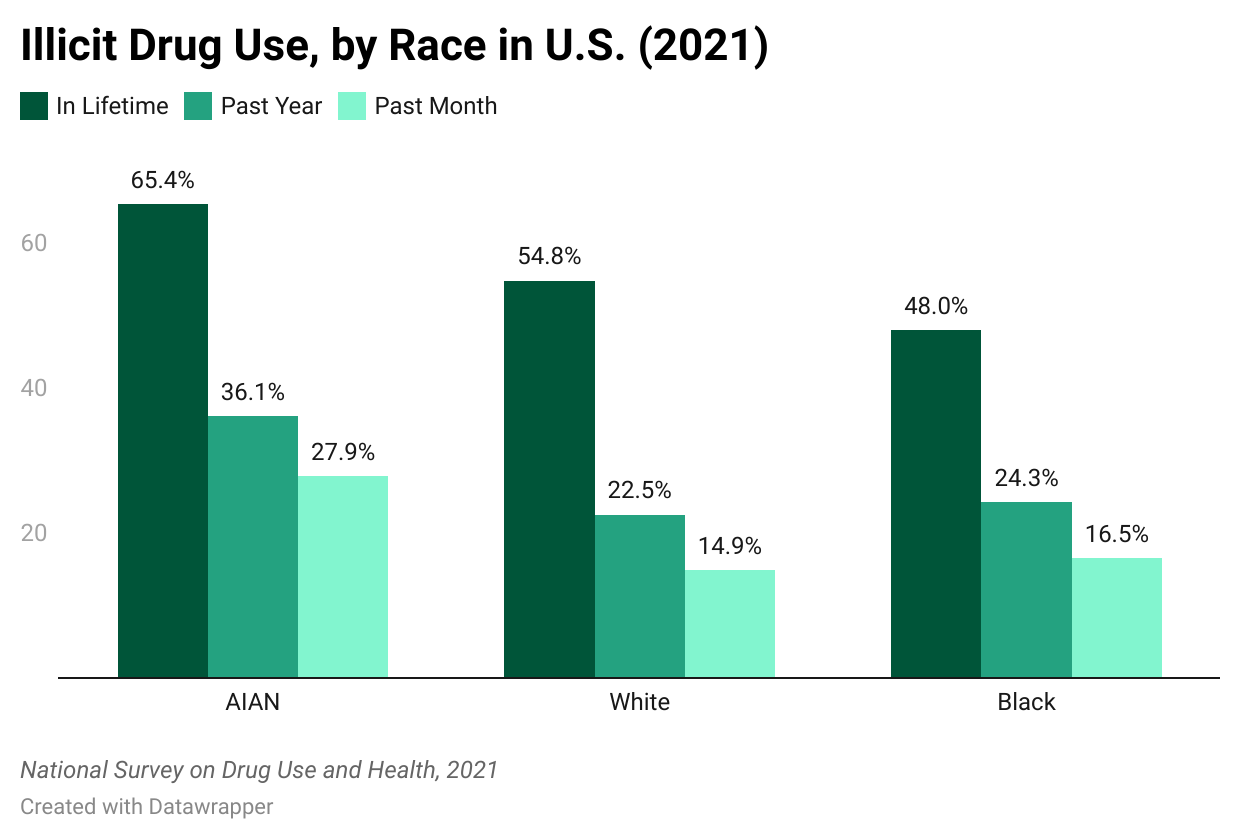 Illicit Drug Use, by Race in U.S. (2021)
In Lifetime Past Year Past Month
65.4%
60
54.8%
48.0%
40
36.1%
27.9%
24.3%
22.5%
20
16.5%
14.9%
AIAN White Black
National Survey on Drug Use and Health, 2021
Created with Datawrapper